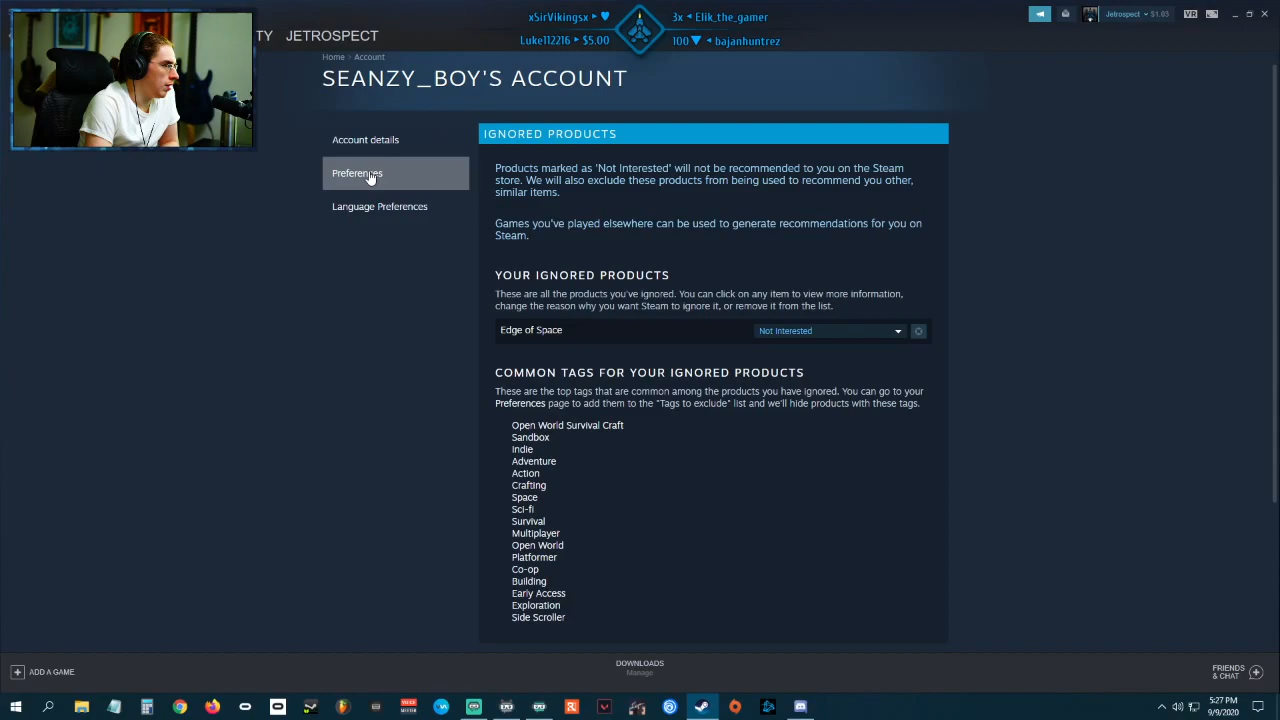 xSirVikingsx ▸ ♥
3x ◂ Elik_the_gamer
Luke112216 ▸ $5.00
100 ▼ ◂ bajanhuntrez
TY JETROSPECT
Jetrospect $1.03
VR
Home Account
SEANZY_BOY'S ACCOUNT
Account details
Preferences
Language Preferences
IGNORED PRODUCTS
Products marked as 'Not Interested' will not be recommended to you on the Steam
store. We will also exclude these products from being used to recommend you other,
similar items.
Games you've played elsewhere can be used to generate recommendations for you on
Steam.
YOUR IGNORED PRODUCTS
These are all the products you've ignored. You can click on any item to view more information,
change the reason why you want Steam to ignore it, or remove it from the list.
Edge of Space
Not Interested
COMMON TAGS FOR YOUR IGNORED PRODUCTS
These are the top tags that are common among the products you have ignored. You can go to your
Preferences page to add them to the "Tags to exclude" list and we'll hide products with these tags.
Open World Survival Craft
Sandbox
Indie
Adventure
Action
Crafting
Space
Sci-fi
Survival
Multiplayer
Open World
Platformer
Co-op
Building
Early Access
Exploration
Side Scroller
ADD A GAME
DOWNLOADS
Manage
FRIENDS
& CHAT
5:27 PM
9/9/2020